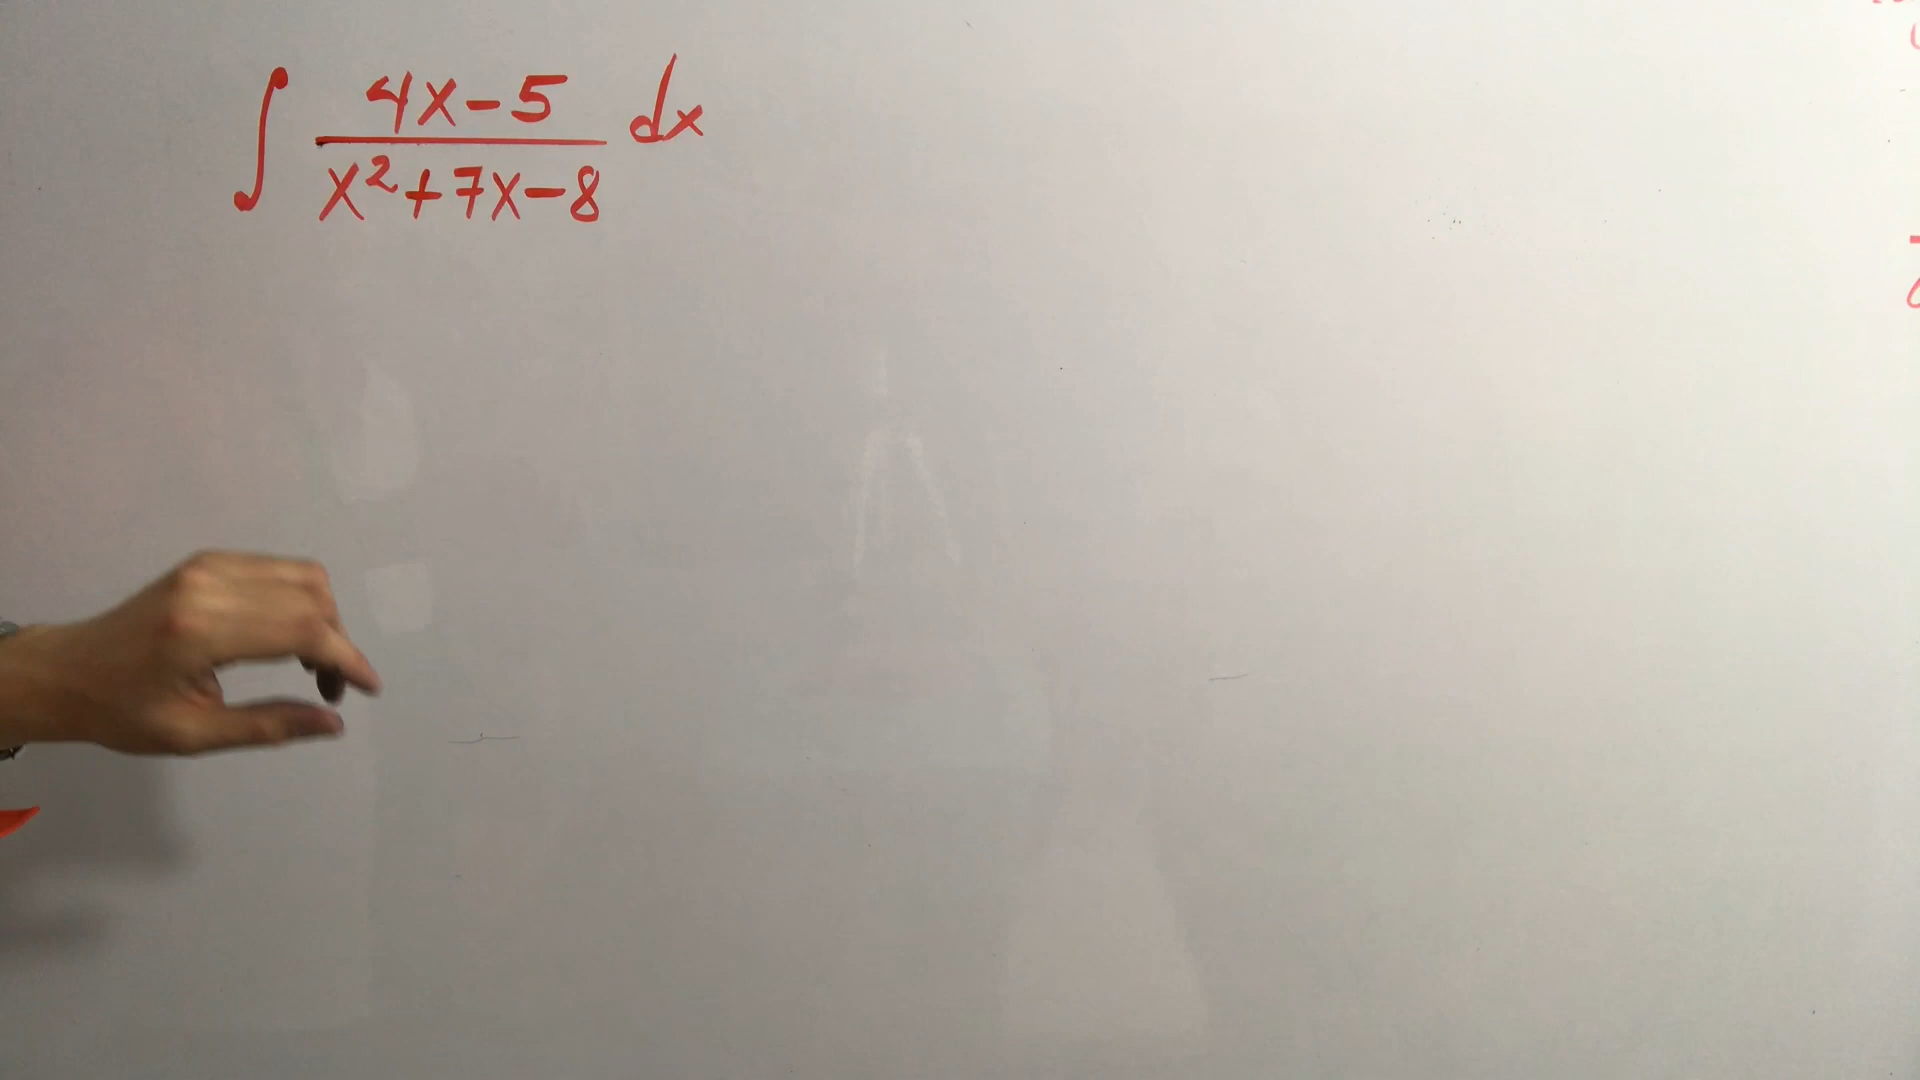 ∫ (4x-5)/(x²+7x-8) dx